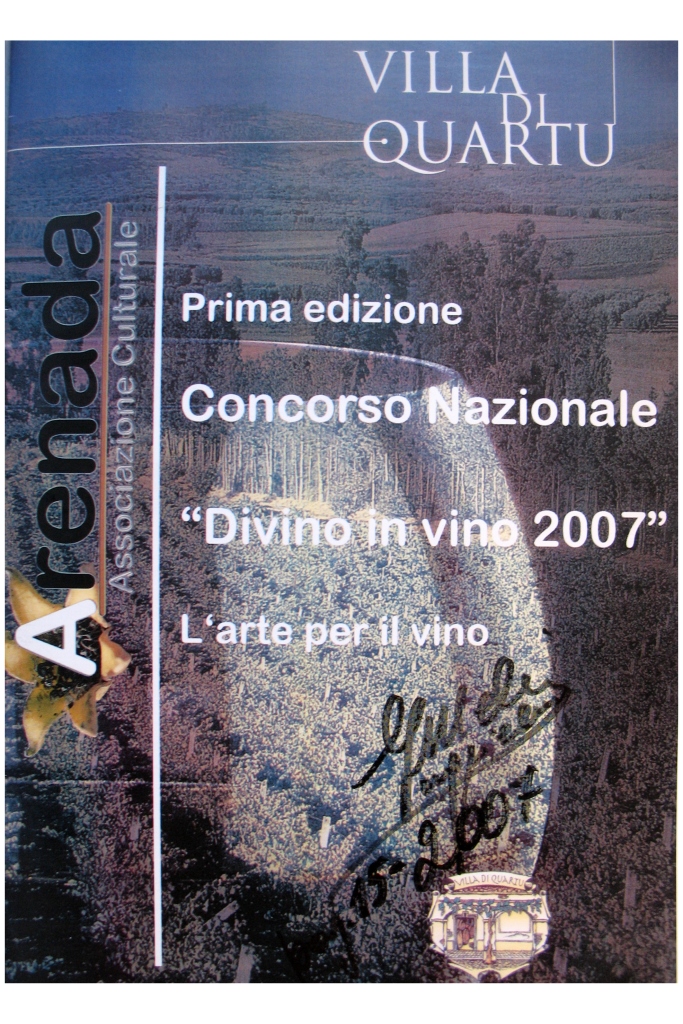 VILLA
DI
QUARTU
Arenada
Associazione Culturale
Prima edizione
Concorso Nazionale
“Divino in vino 2007”
L‘arte per il vino
15-2007
VILLA DI QUARTU